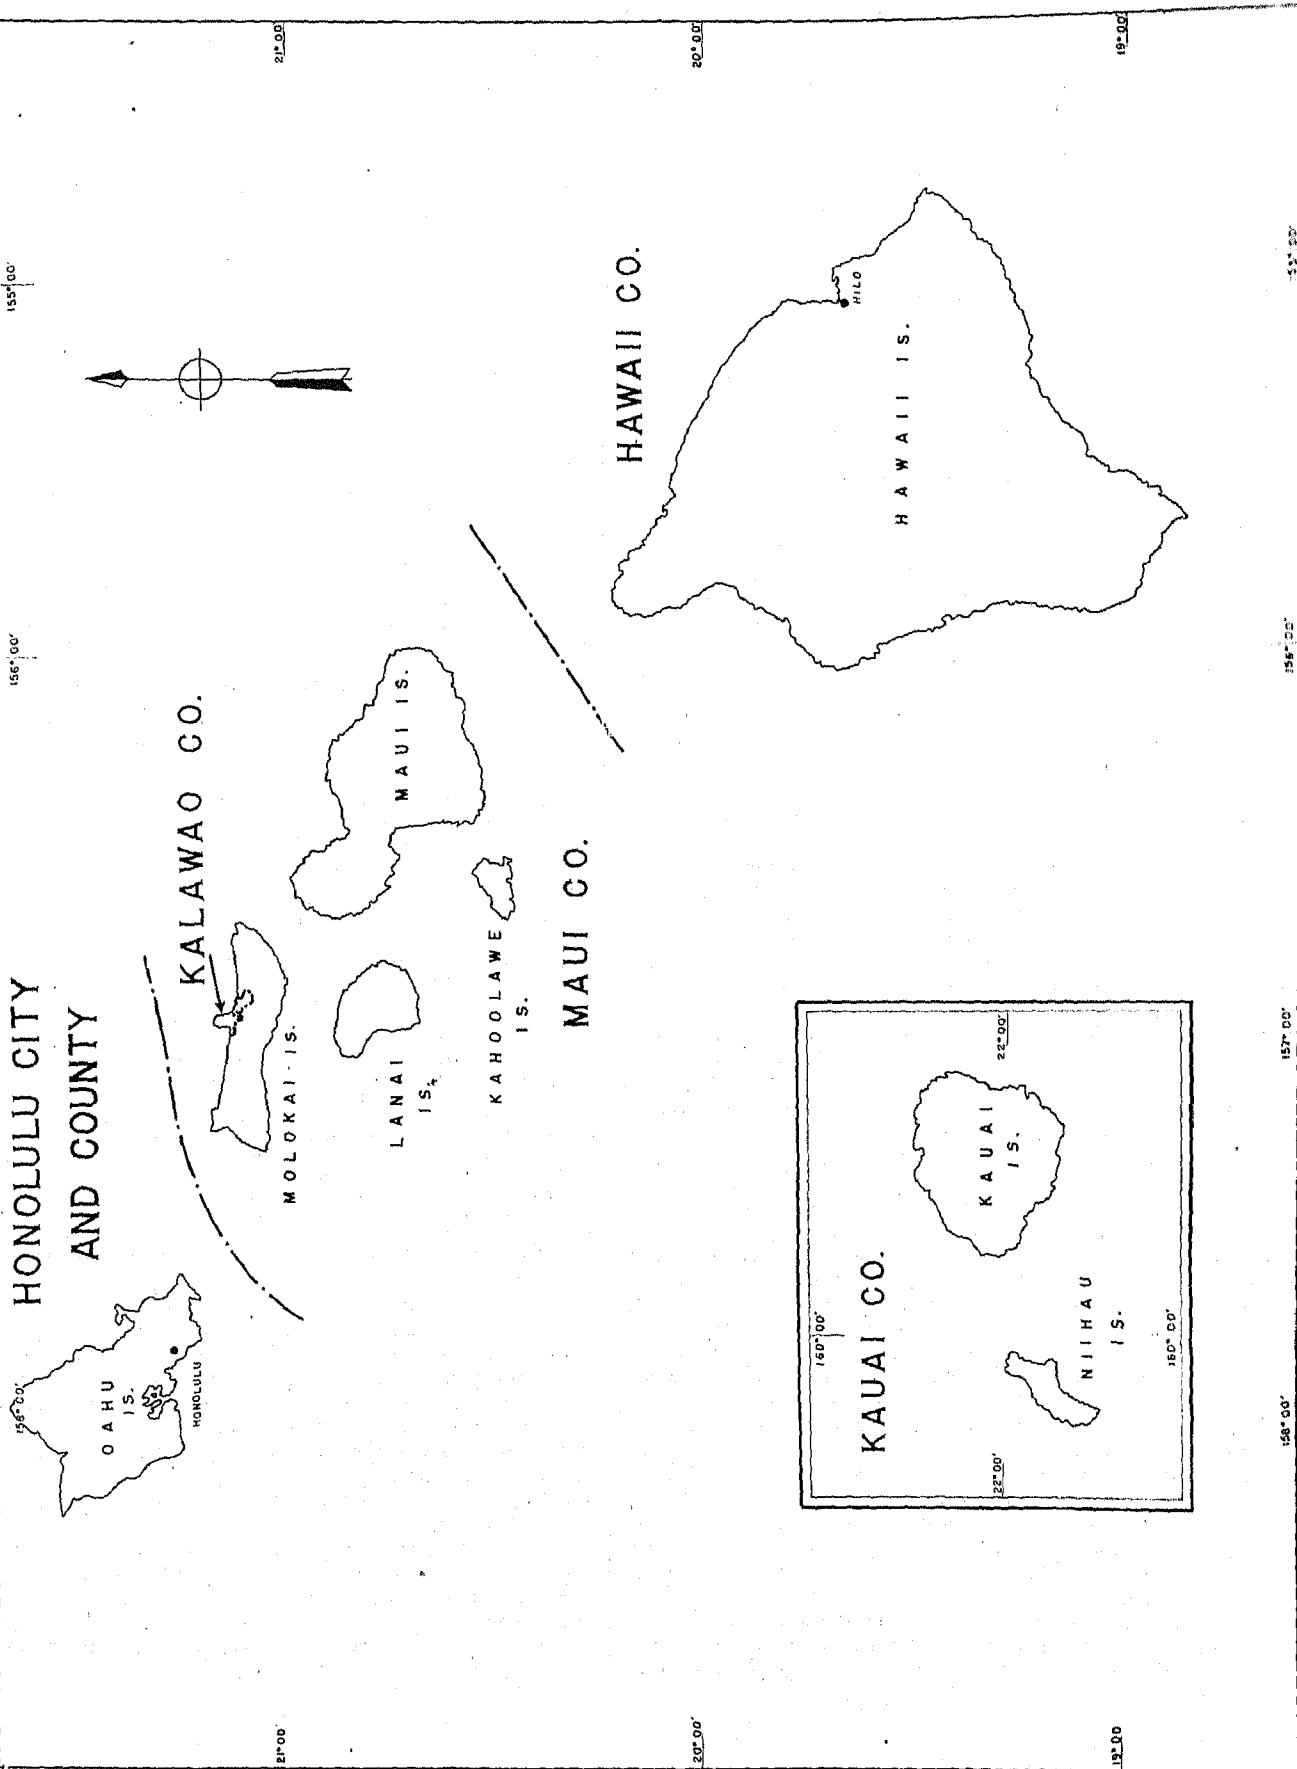 HONOLULU CITY
AND COUNTY
158° 00'
OAHU
IS.
HONOLULU
KALAWAO CO.
MOLOKAI IS.
LANAI
IS.
MAUI IS.
KAHOOLAWE
IS.
MAUI CO.
HAWAII CO.
HILO
HAWAII IS.
KAUAI CO.
160° 00'
22° 00'
22° 00'
KAUAI
IS.
NIIHAU
IS.
160° 00'
156° 00'
155° 00'
21° 00'
20° 00'
19° 00'
21° 00'
20° 00'
19° 00
158° 00'
157° 00'
156° 00'
155° 00'